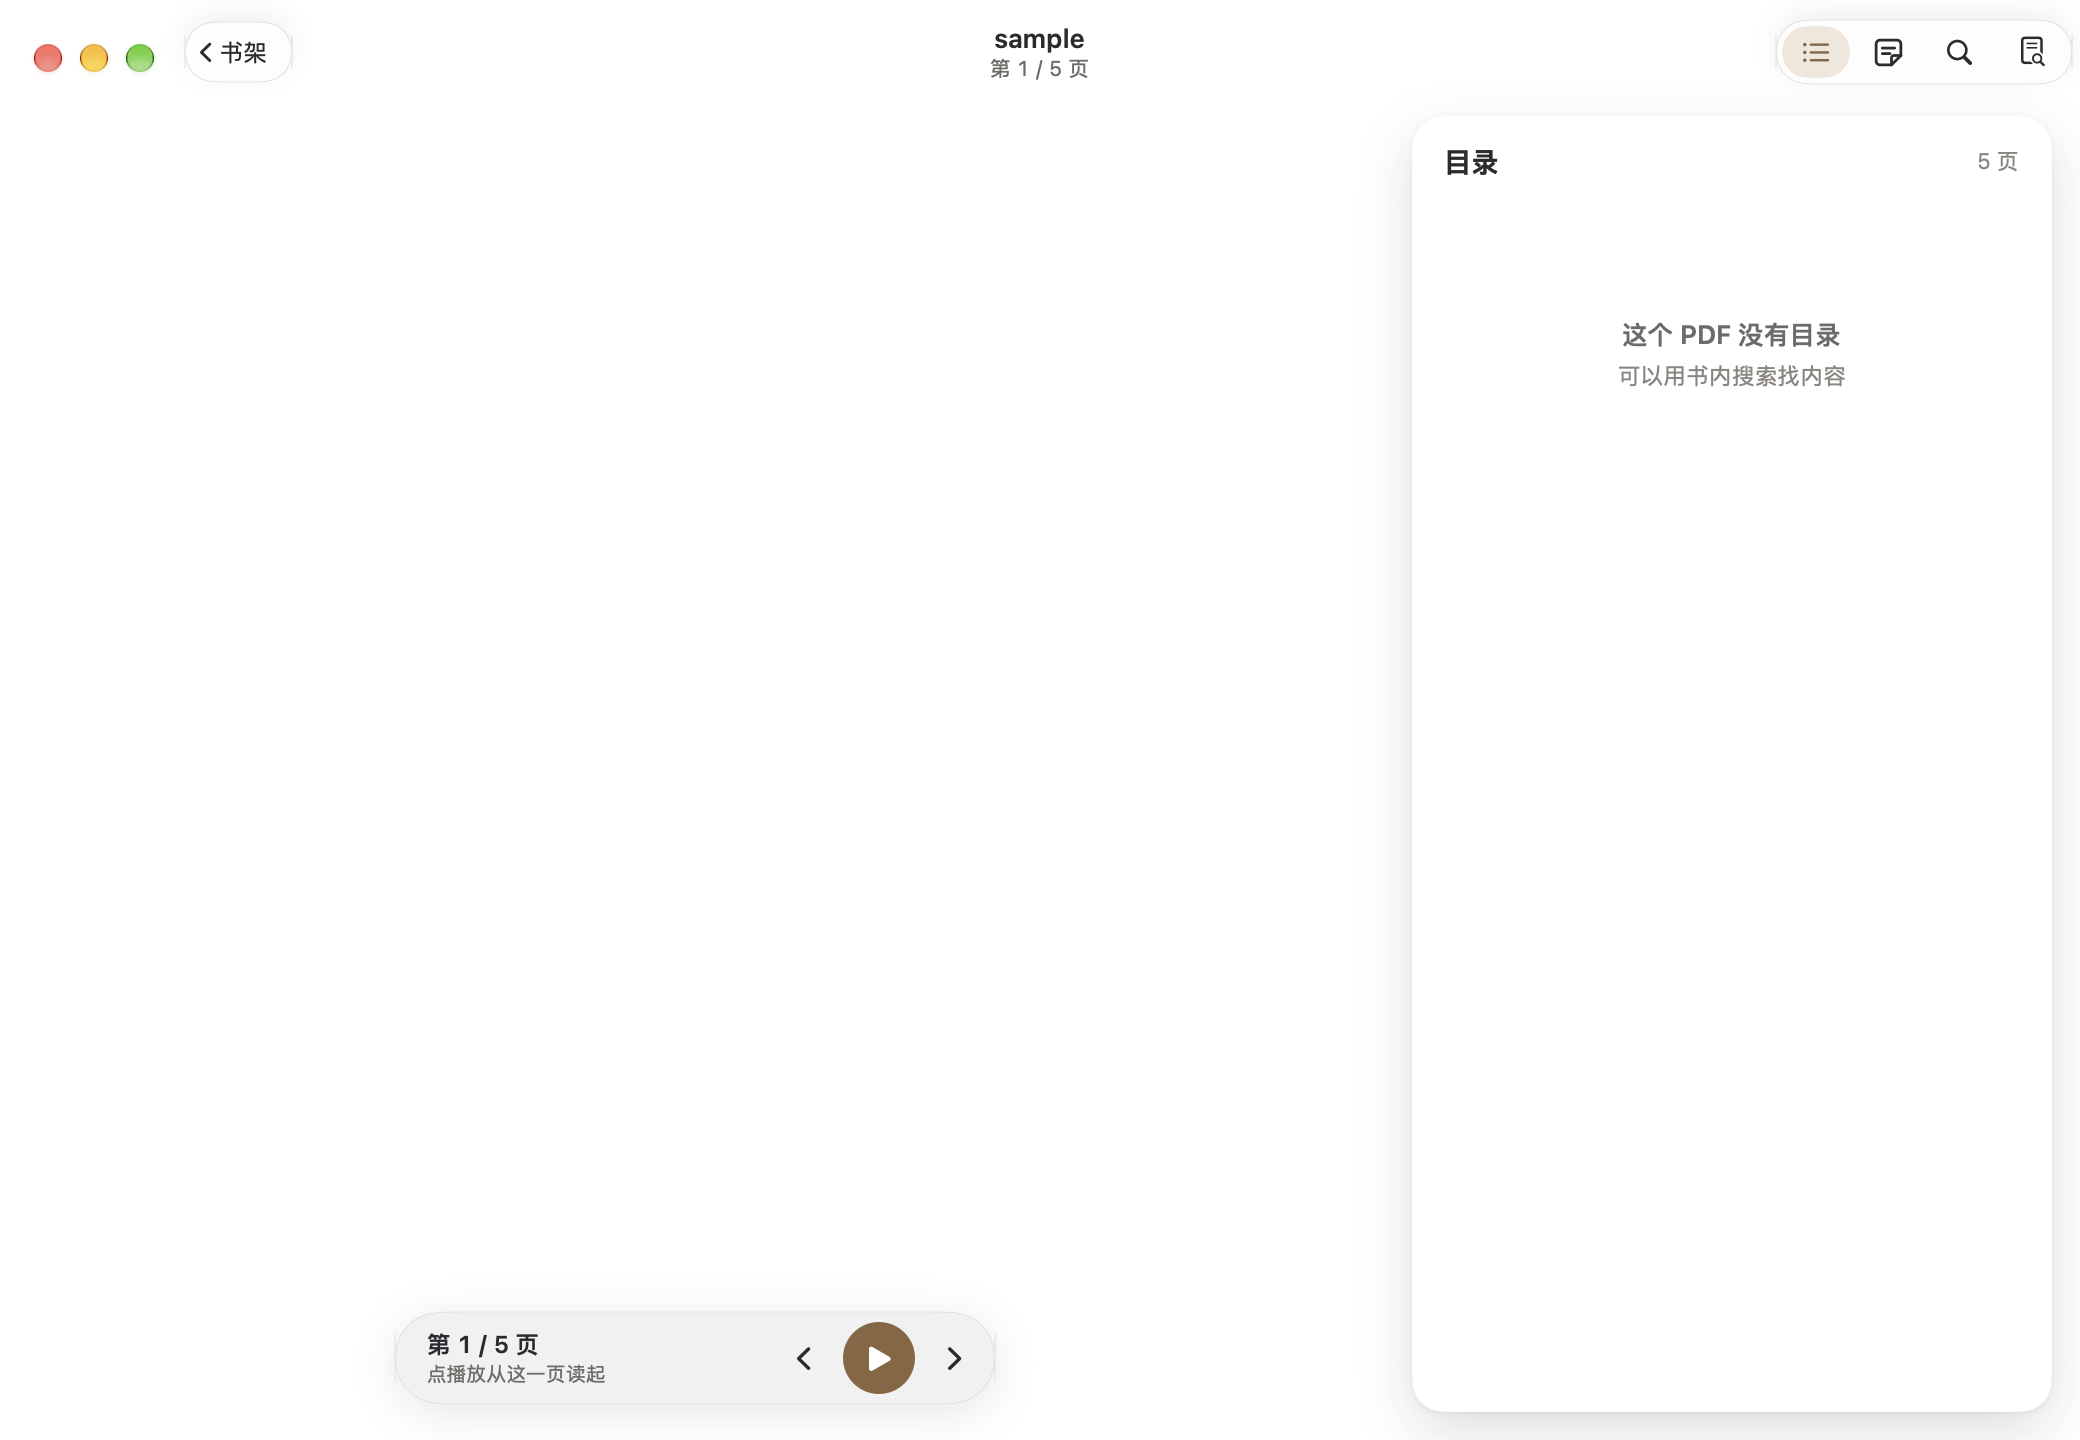 书架
sample
第 1 / 5 页
目录
5 页
这个 PDF 没有目录
可以用书内搜索找内容
第 1 / 5 页
点播放从这一页读起